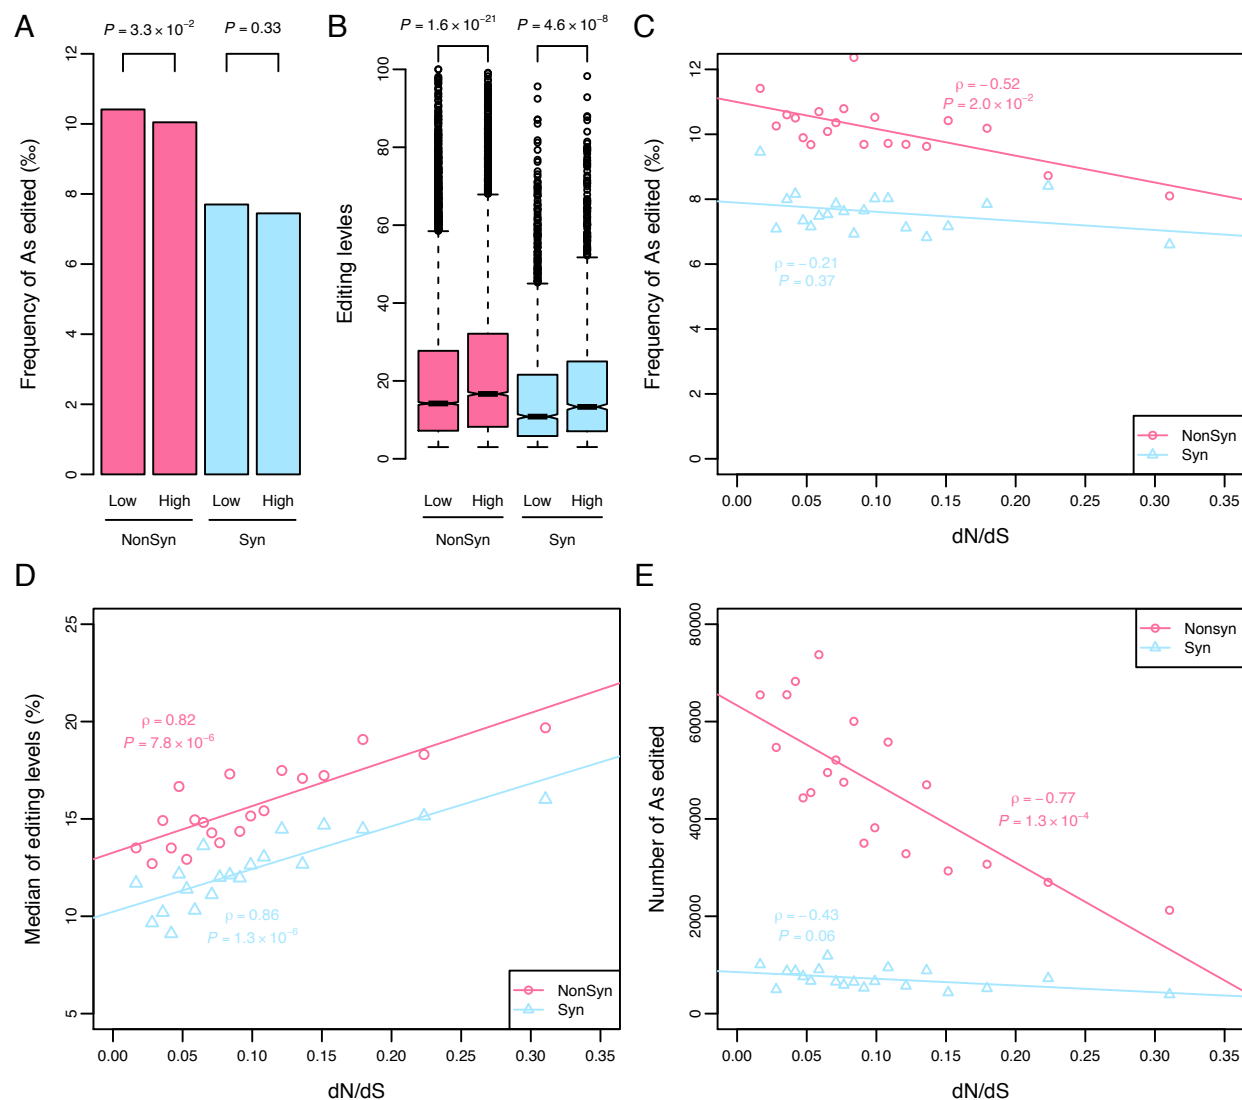 A
P = 3.3 × 10⁻²
P = 0.33
Frequency of As edited (‰)
0
2
4
6
8
10
12
Low
High
Low
High
NonSyn
Syn
B
P = 1.6 × 10⁻²¹
P = 4.6 × 10⁻⁸
Editing levles
0
20
40
60
80
100
Low
High
Low
High
NonSyn
Syn
C
Frequency of As edited (‰)
0
2
4
6
8
10
12
ρ = −0.52
P = 2.0 × 10⁻²
ρ = −0.21
P = 0.37
NonSyn
Syn
0.00 0.05 0.10 0.15 0.20 0.25 0.30 0.35
dN/dS
D
Median of editing levels (%)
5
10
15
20
25
ρ = 0.82
P = 7.8 × 10⁻⁶
ρ = 0.86
P = 1.3 × 10⁻⁶
NonSyn
Syn
0.00 0.05 0.10 0.15 0.20 0.25 0.30 0.35
dN/dS
E
Number of As edited
0
20000
40000
60000
80000
Nonsyn
Syn
ρ = −0.77
P = 1.3 × 10⁻⁴
ρ = −0.43
P = 0.06
0.00 0.05 0.10 0.15 0.20 0.25 0.30 0.35
dN/dS